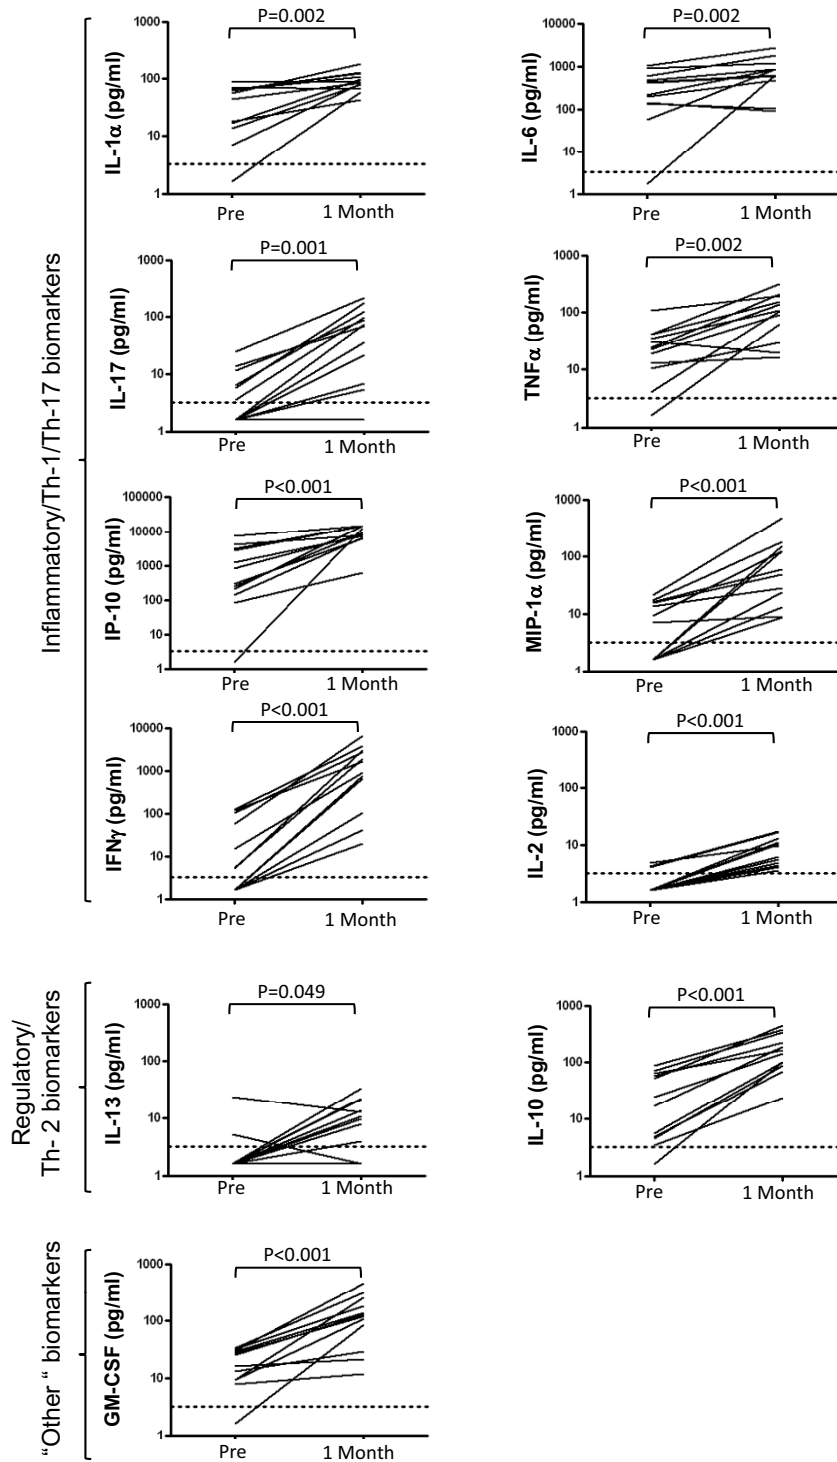 Inflammatory/Th-1/Th-17 biomarkers
IL-1α (pg/ml)
1000
100
10
1
P=0.002
Pre
1 Month
IL-6 (pg/ml)
10000
1000
100
10
1
P=0.002
Pre
1 Month
IL-17 (pg/ml)
1000
100
10
1
P=0.001
Pre
1 Month
TNFα (pg/ml)
1000
100
10
1
P=0.002
Pre
1 Month
IP-10 (pg/ml)
100000
10000
1000
100
10
1
P<0.001
Pre
1 Month
MIP-1α (pg/ml)
1000
100
10
1
P<0.001
Pre
1 Month
IFNγ (pg/ml)
10000
1000
100
10
1
P<0.001
Pre
1 Month
IL-2 (pg/ml)
1000
100
10
1
P<0.001
Pre
1 Month
Regulatory/
Th- 2 biomarkers
IL-13 (pg/ml)
1000
100
10
1
P=0.049
Pre
1 Month
IL-10 (pg/ml)
1000
100
10
1
P<0.001
Pre
1 Month
"Other " biomarkers
GM-CSF (pg/ml)
1000
100
10
1
P<0.001
Pre
1 Month